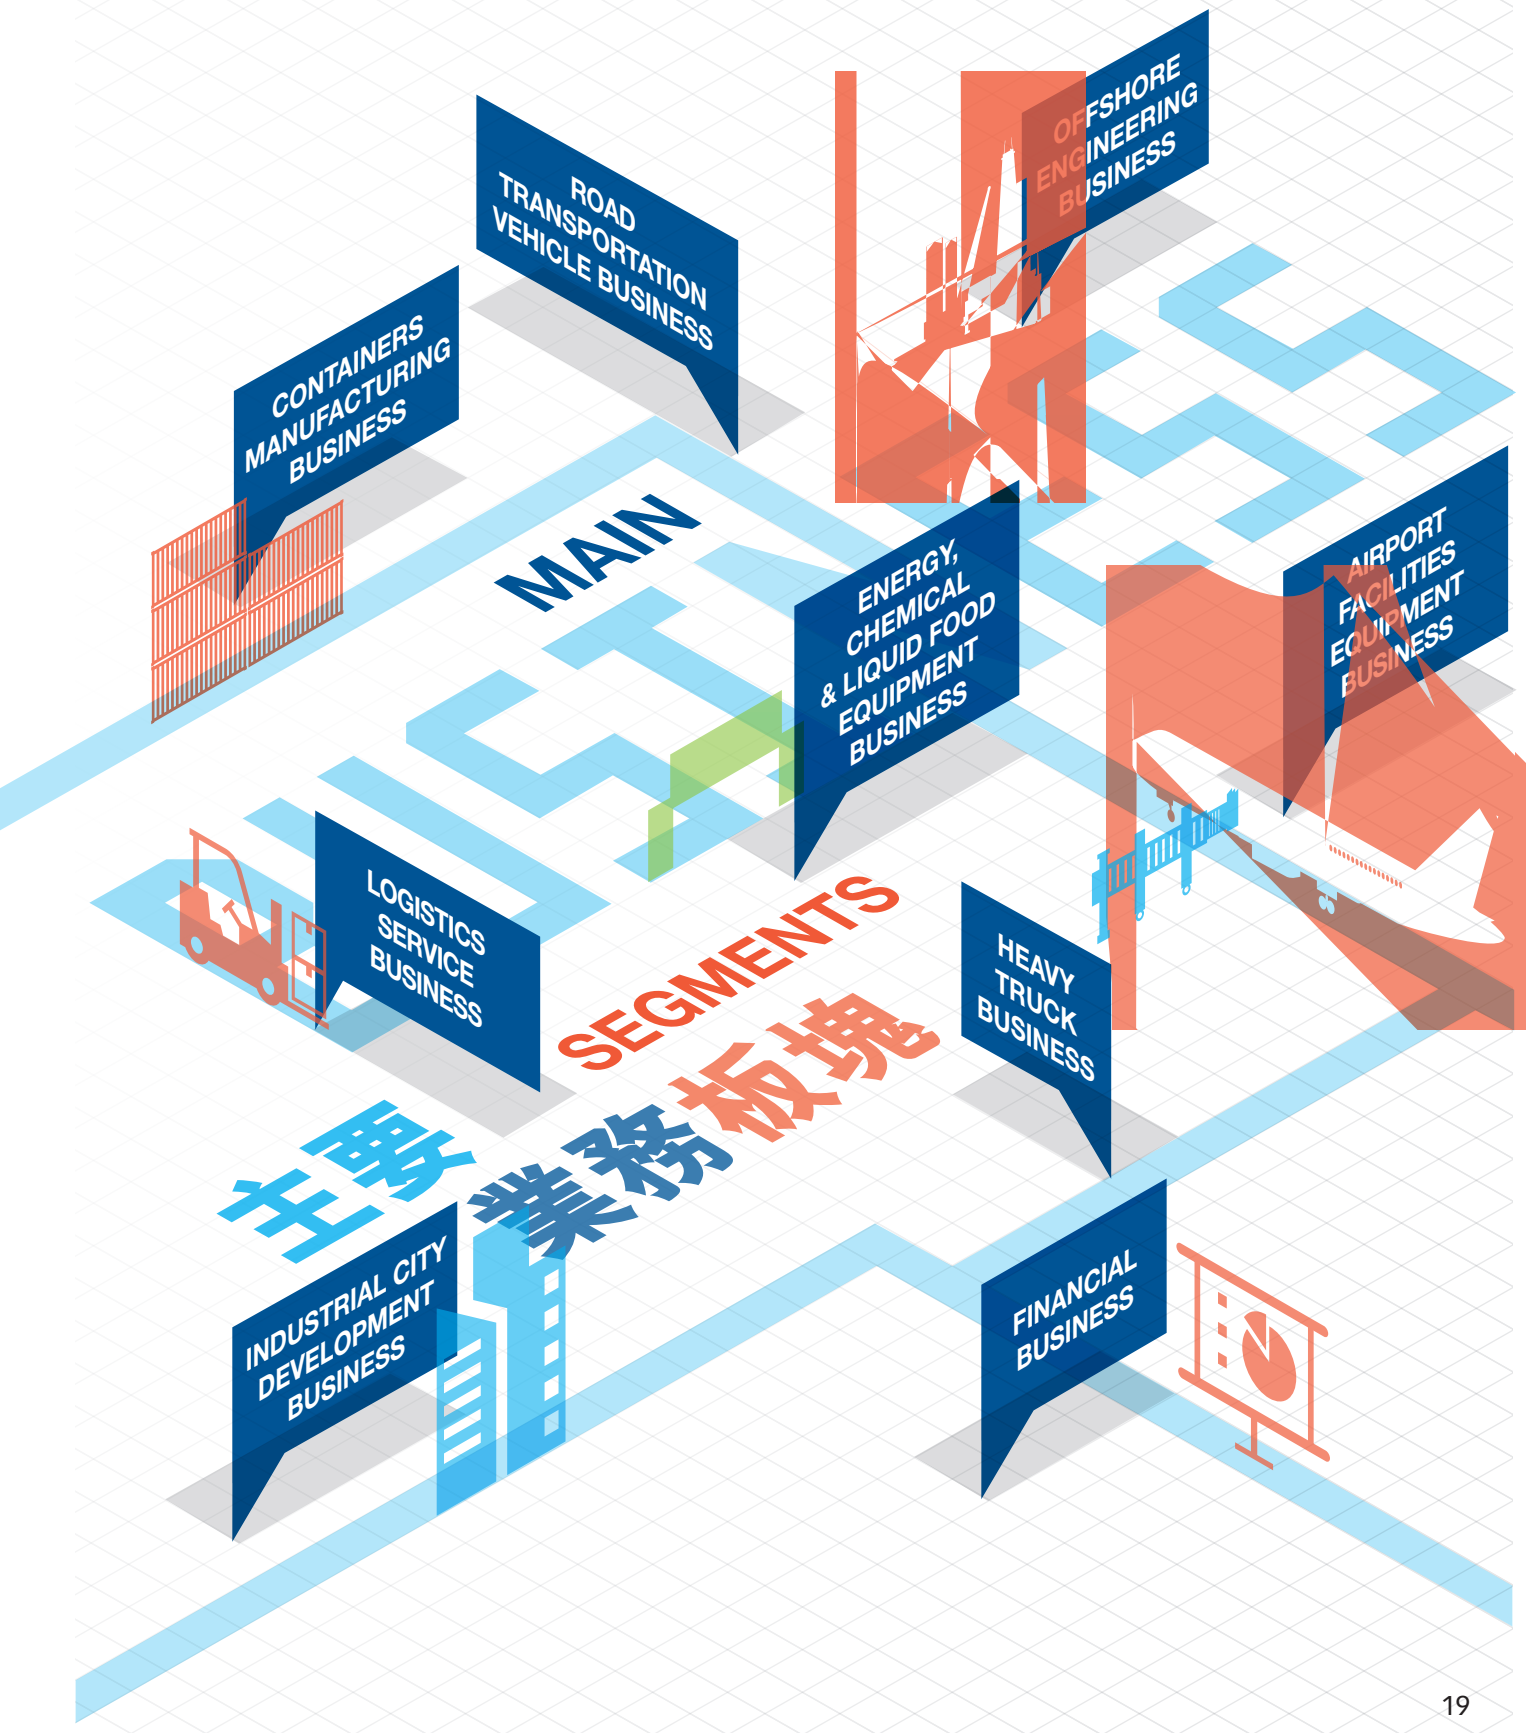 OFFSHORE
ENGINEERING
BUSINESS
ROAD
TRANSPORTATION
VEHICLE BUSINESS
CONTAINERS
MANUFACTURING
BUSINESS
MAIN
ENERGY,
CHEMICAL
& LIQUID FOOD
EQUIPMENT
BUSINESS
AIRPORT
FACILITIES
EQUIPMENT
BUSINESS
LOGISTICS
SERVICE
BUSINESS
SEGMENTS
HEAVY
TRUCK
BUSINESS
主要
業務
板塊
INDUSTRIAL CITY
DEVELOPMENT
BUSINESS
FINANCIAL
BUSINESS
19